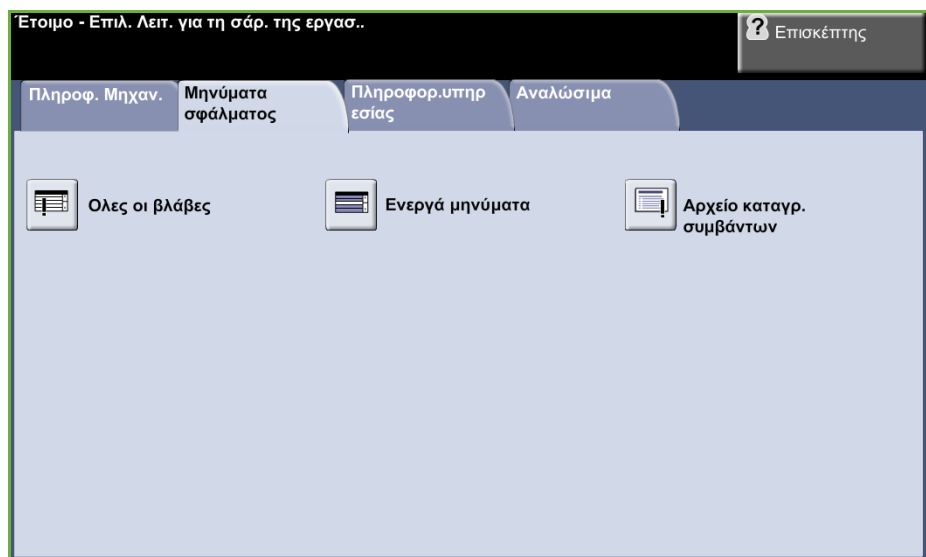 Έτοιμο - Επιλ. Λειτ. για τη σάρ. της εργασ..
Επισκέπτης
Πληροφ. Μηχαν.
Μηνύματα
σφάλματος
Πληροφορ.υπηρ
εσίας
Αναλώσιμα
Ολες οι βλάβες
Ενεργά μηνύματα
Αρχείο καταγρ.
συμβάντων